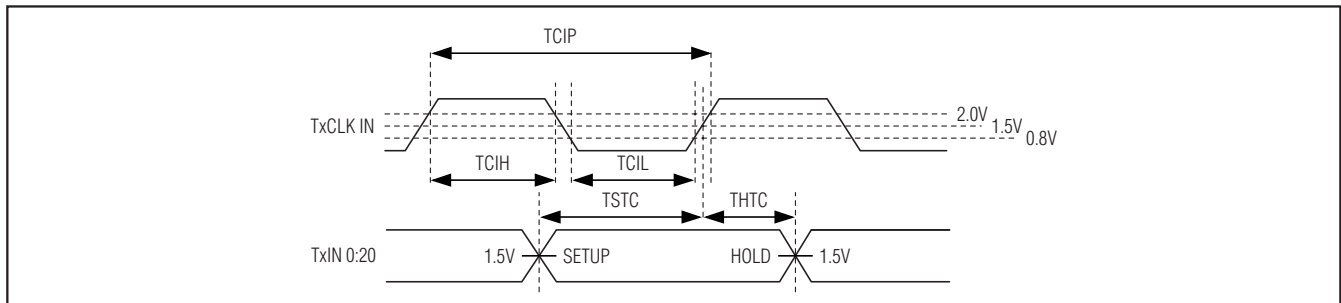 TCIP
TxCLK IN
2.0V
1.5V
0.8V
TCIH
TCIL
TSTC
THTC
TxIN 0:20
1.5V
SETUP
HOLD
1.5V